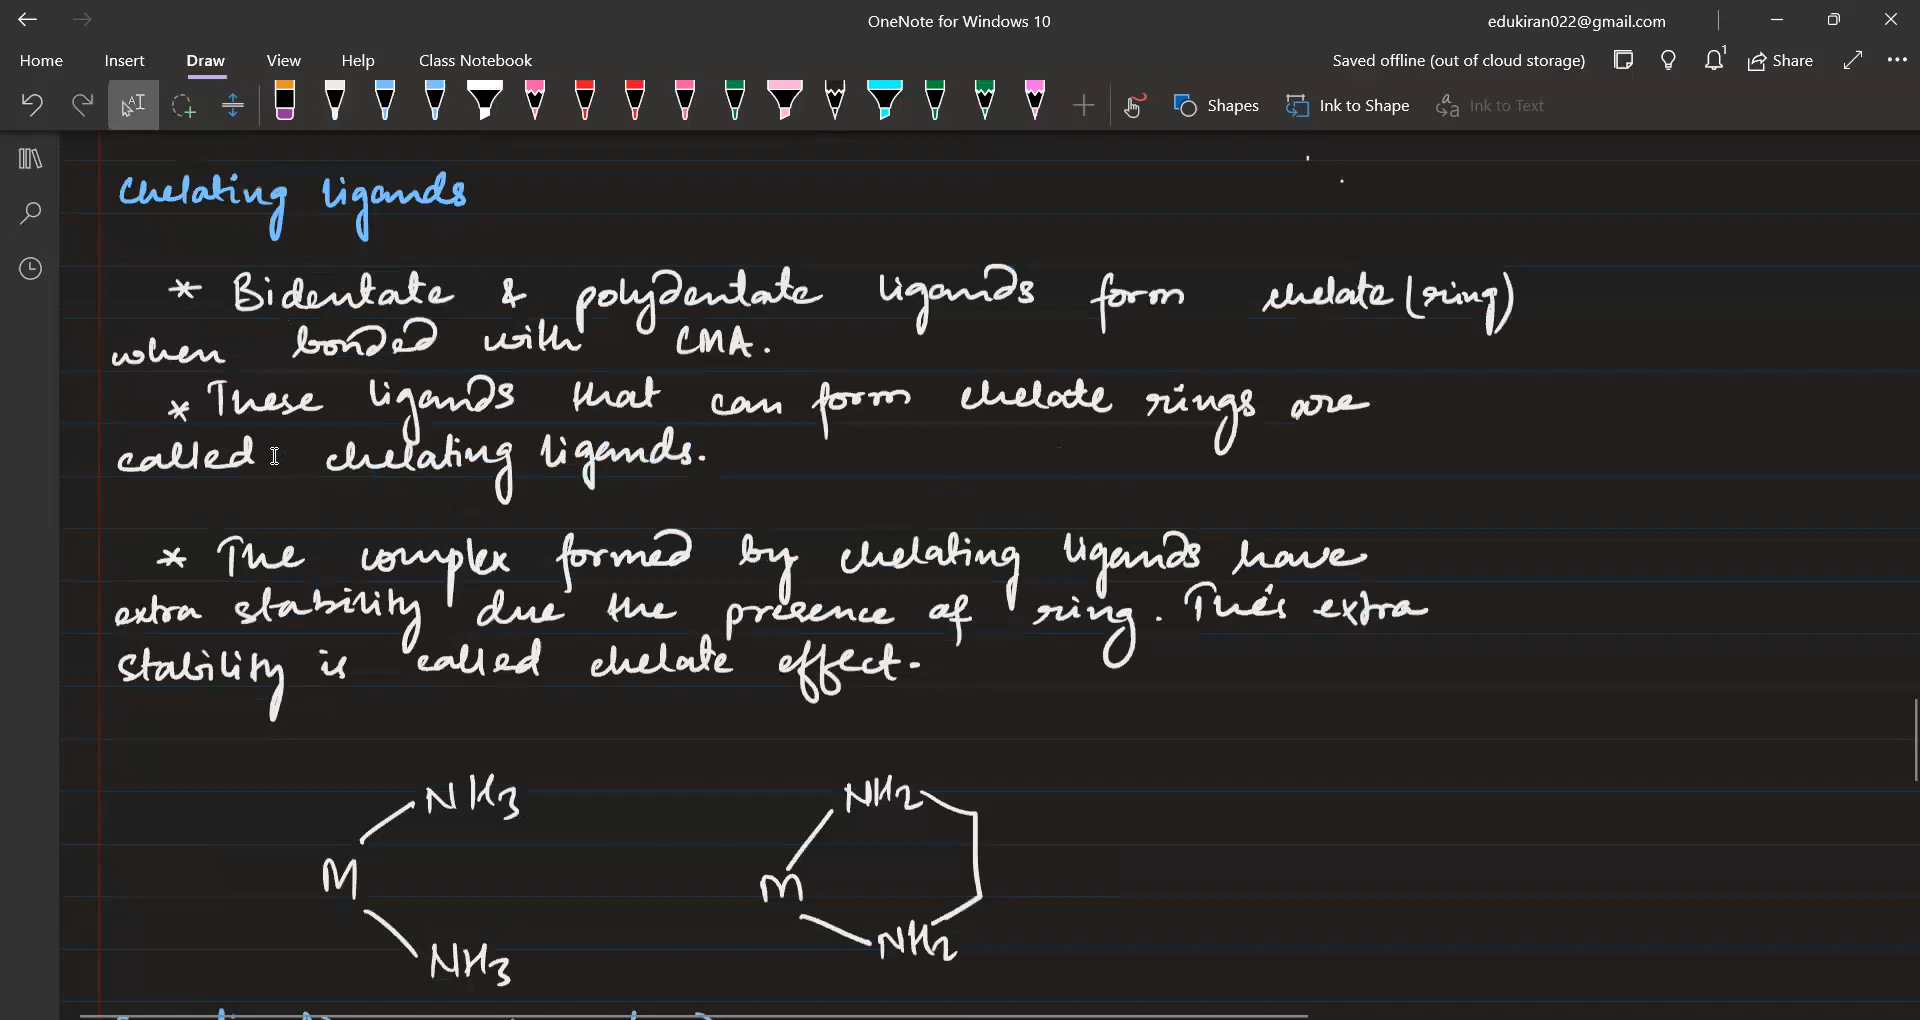 OneNote for Windows 10
edukiran022@gmail.com
Home Insert Draw View Help Class Notebook
Saved offline (out of cloud storage)
1
Share
Shapes
Ink to Shape
Ink to Text
Chelating ligands
* Bidentate & polydentate ligands form chelate (ring)
when bonded with CMA.
* These ligands that can form chelate rings are
called chelating ligands.
* The complex formed by chelating ligands have
extra stability due the presence of ring. This extra
stability is called chelate effect.
NH3
M
NH3
NH2
M
NH2